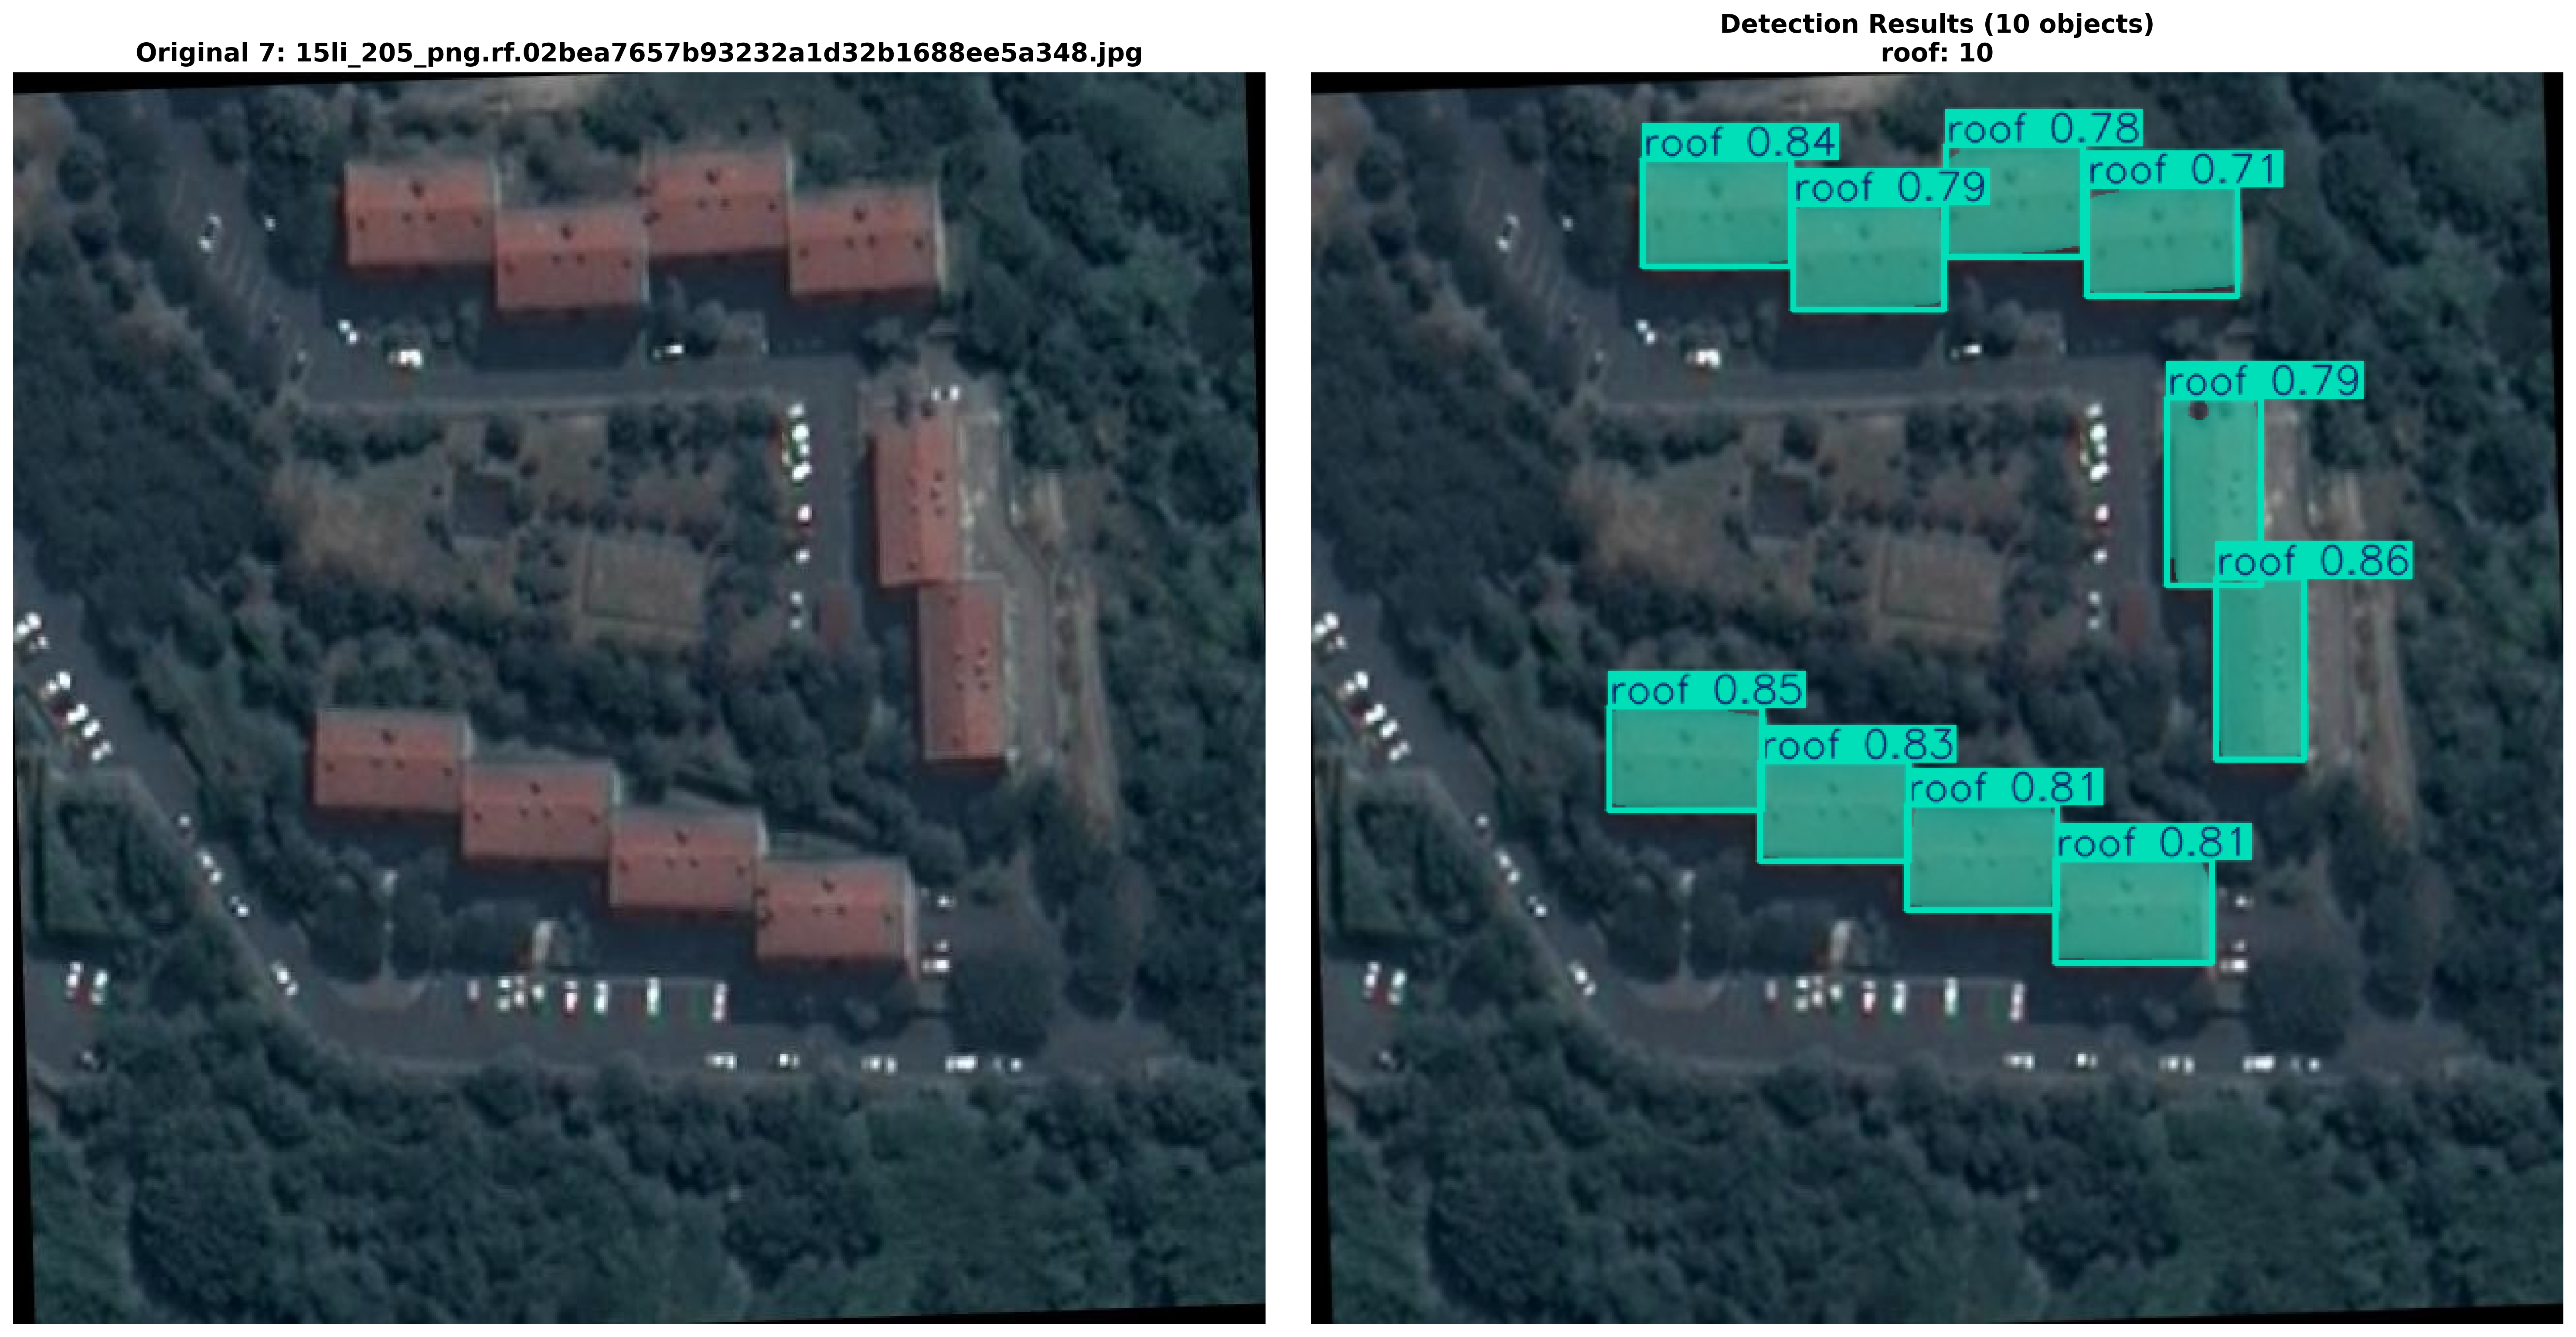 Original 7: 15li_205_png.rf.02bea7657b93232a1d32b1688ee5a348.jpg
Detection Results (10 objects)
roof: 10
roof 0.84
roof 0.78
roof 0.79
roof 0.71
roof 0.79
roof 0.86
roof 0.85
roof 0.83
roof 0.81
roof 0.81